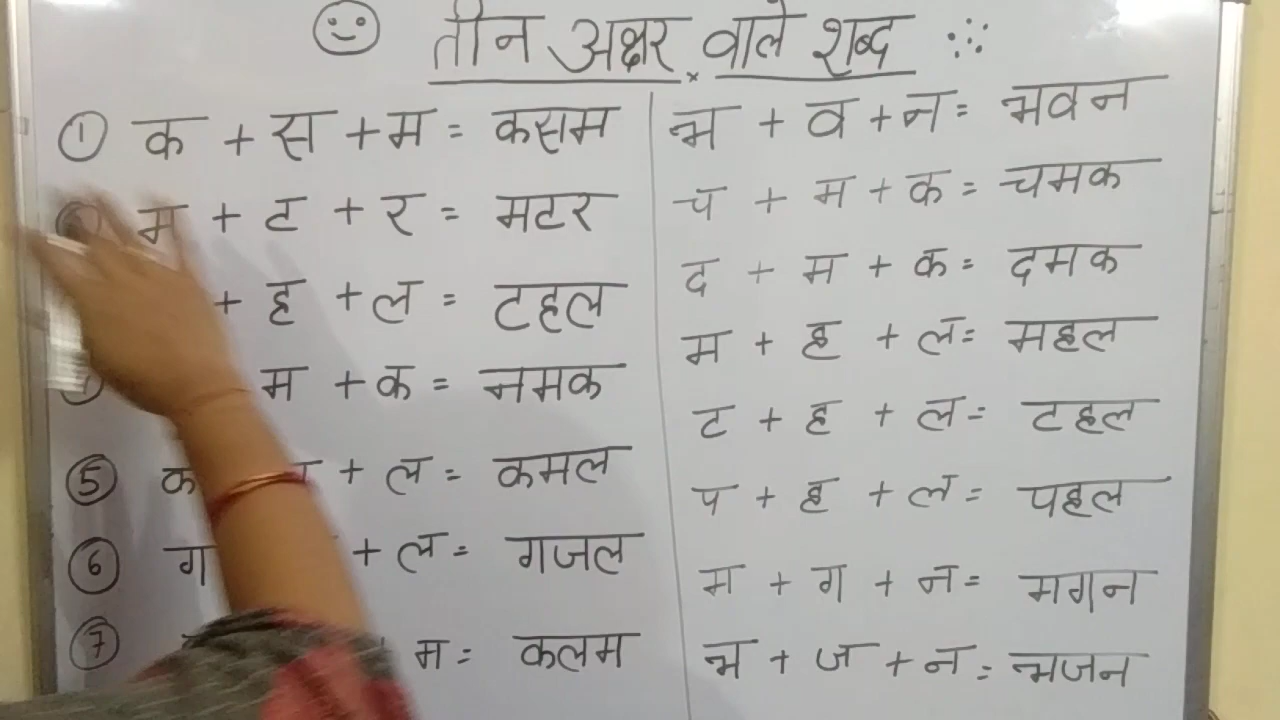 तीन अक्षर वाले शब्द
① क + स + म = कसम
म + ट + र = मटर
+ ह + ल = टहल
म + क = नमक
⑤ क + ल = कमल
⑥ ग + ल = गजल
⑦ म = कलम
भ + व + न = भवन
च + म + क = चमक
द + म + क = दमक
म + ह + ल = महल
ट + ह + ल = टहल
प + ह + ल = पहल
म + ग + न = मगन
भ + ज + न = भजन